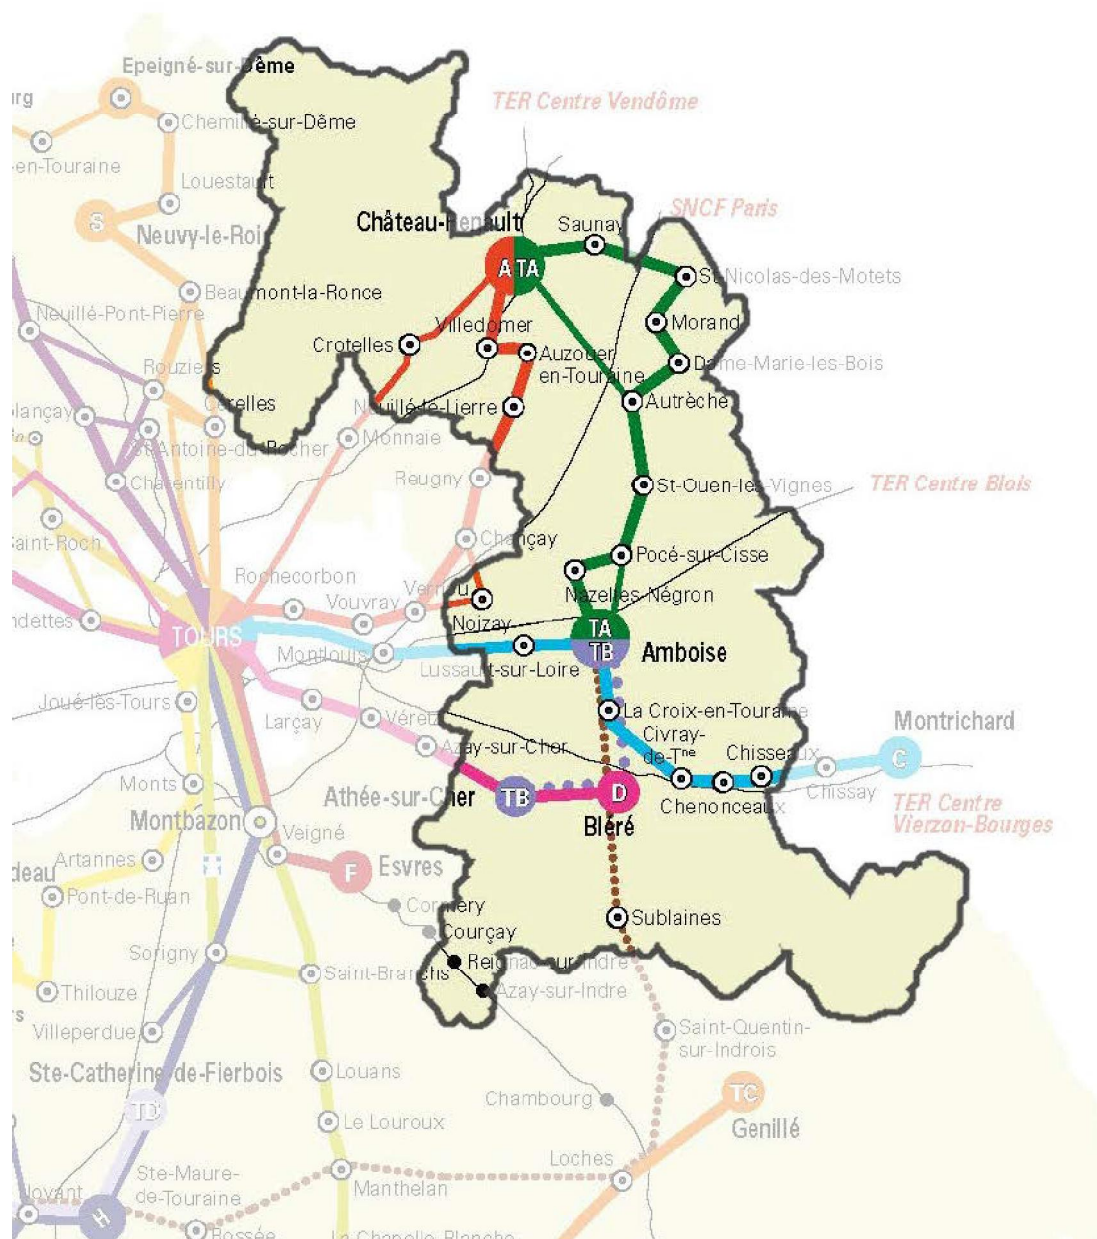 Epeigné-sur-Dême
TER Centre Vendôme
Chemillé-sur-Dême
-en-Touraine
Louestault
SNCF Paris
Château-Renault
Saunay
S
Neuvy-le-Roi
A TA
St-Nicolas-des-Motets
Beaumont-la-Ronce
Neuillé-Pont-Pierre
Villedomer
Morand
Crotelles
Auzouer
en-Touraine
Dame-Marie-les-Bois
Rouziers
Cerelles
Neuillé-le-Lierre
Autrèche
Monnaie
St-Antoine-du-Rocher
Charentilly
Reugny
St-Ouen-les-Vignes
TER Centre Blois
Saint-Roch
Chançay
Pocé-sur-Cisse
Rochecorbon
Vernou
Nazelles-Négron
Vouvray
Noizay
TOURS
TA
TB
Amboise
Montlouis
Lussault-sur-Loire
Joué-lès-Tours
Larçay
Véretz
La Croix-en-Touraine
Montrichard
Azay-sur-Cher
Civray-
de-Tne
Chisseaux
C
Monts
Athée-sur-Cher
TB
D
Chenonceaux
Chissay
TER Centre
Vierzon-Bourges
Montbazon
Veigné
Bléré
Artannes
F
Esvres
Pont-de-Ruan
Cormery
Courçay
Sublaines
Sorigny
Saint-Branchs
Reignac-sur-Indre
Thilouze
Azay-sur-Indre
Villeperdue
Saint-Quentin-
sur-Indrois
Ste-Catherine-de-Fierbois
Louans
TD
Chambourg
TC
Le Louroux
Genillé
Ste-Maure-
de-Touraine
Loches
Manthelan
H
Bossée
La Chapelle-Blanche